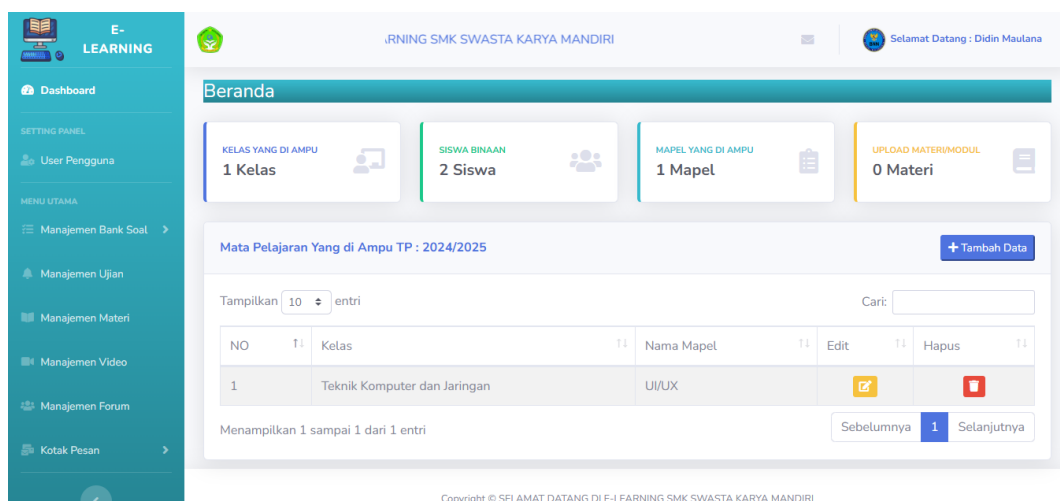 E-
LEARNING
RNING SMK SWASTA KARYA MANDIRI
Selamat Datang : Didin Maulana
Dashboard
SETTING PANEL
User Pengguna
MENU UTAMA
Manajemen Bank Soal
Manajemen Ujian
Manajemen Materi
Manajemen Video
Manajemen Forum
Kotak Pesan
Beranda
KELAS YANG DI AMPU
1 Kelas
SISWA BINAAN
2 Siswa
MAPEL YANG DI AMPU
1 Mapel
UPLOAD MATERI/MODUL
0 Materi
Mata Pelajaran Yang di Ampu TP : 2024/2025
Tambah Data
Tampilkan 10 entri
Cari:
NO Kelas Nama Mapel Edit Hapus
1 Teknik Komputer dan Jaringan UI/UX
Menampilkan 1 sampai 1 dari 1 entri
Sebelumnya 1 Selanjutnya
Copyright © SELAMAT DATANG DI E-LEARNING SMK SWASTA KARYA MANDIRI